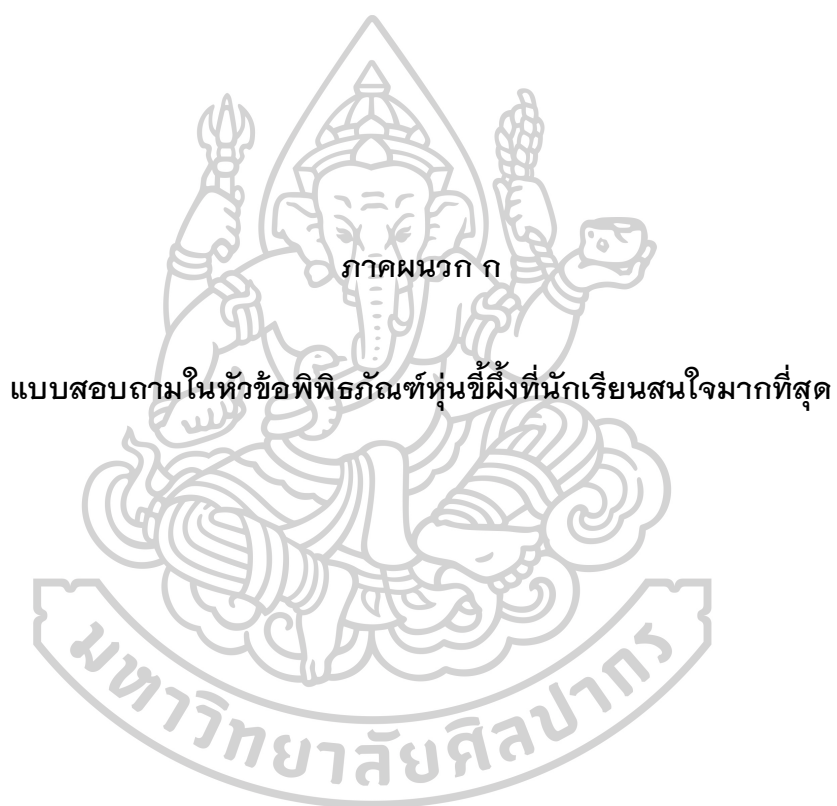 ภาคผนวก ก
แบบสอบถามในหัวข้อพิพิธภัณฑ์หุ่นขี้ผึ้งที่นักเรียนสนใจมากที่สุด
มหาวิทยาลัยศิลปากร